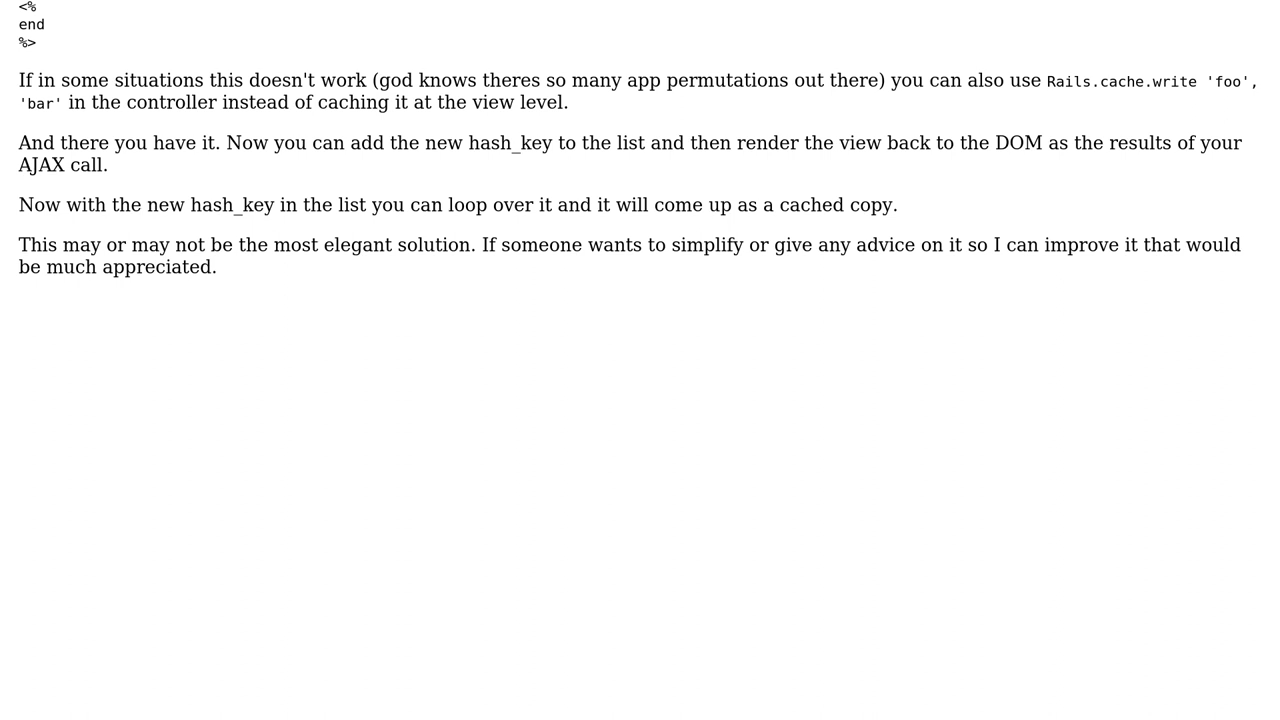 <%
end
%>
If in some situations this doesn't work (god knows theres so many app permutations out there) you can also use Rails.cache.write 'foo',
'bar' in the controller instead of caching it at the view level.
And there you have it. Now you can add the new hash_key to the list and then render the view back to the DOM as the results of your
AJAX call.
Now with the new hash_key in the list you can loop over it and it will come up as a cached copy.
This may or may not be the most elegant solution. If someone wants to simplify or give any advice on it so I can improve it that would
be much appreciated.